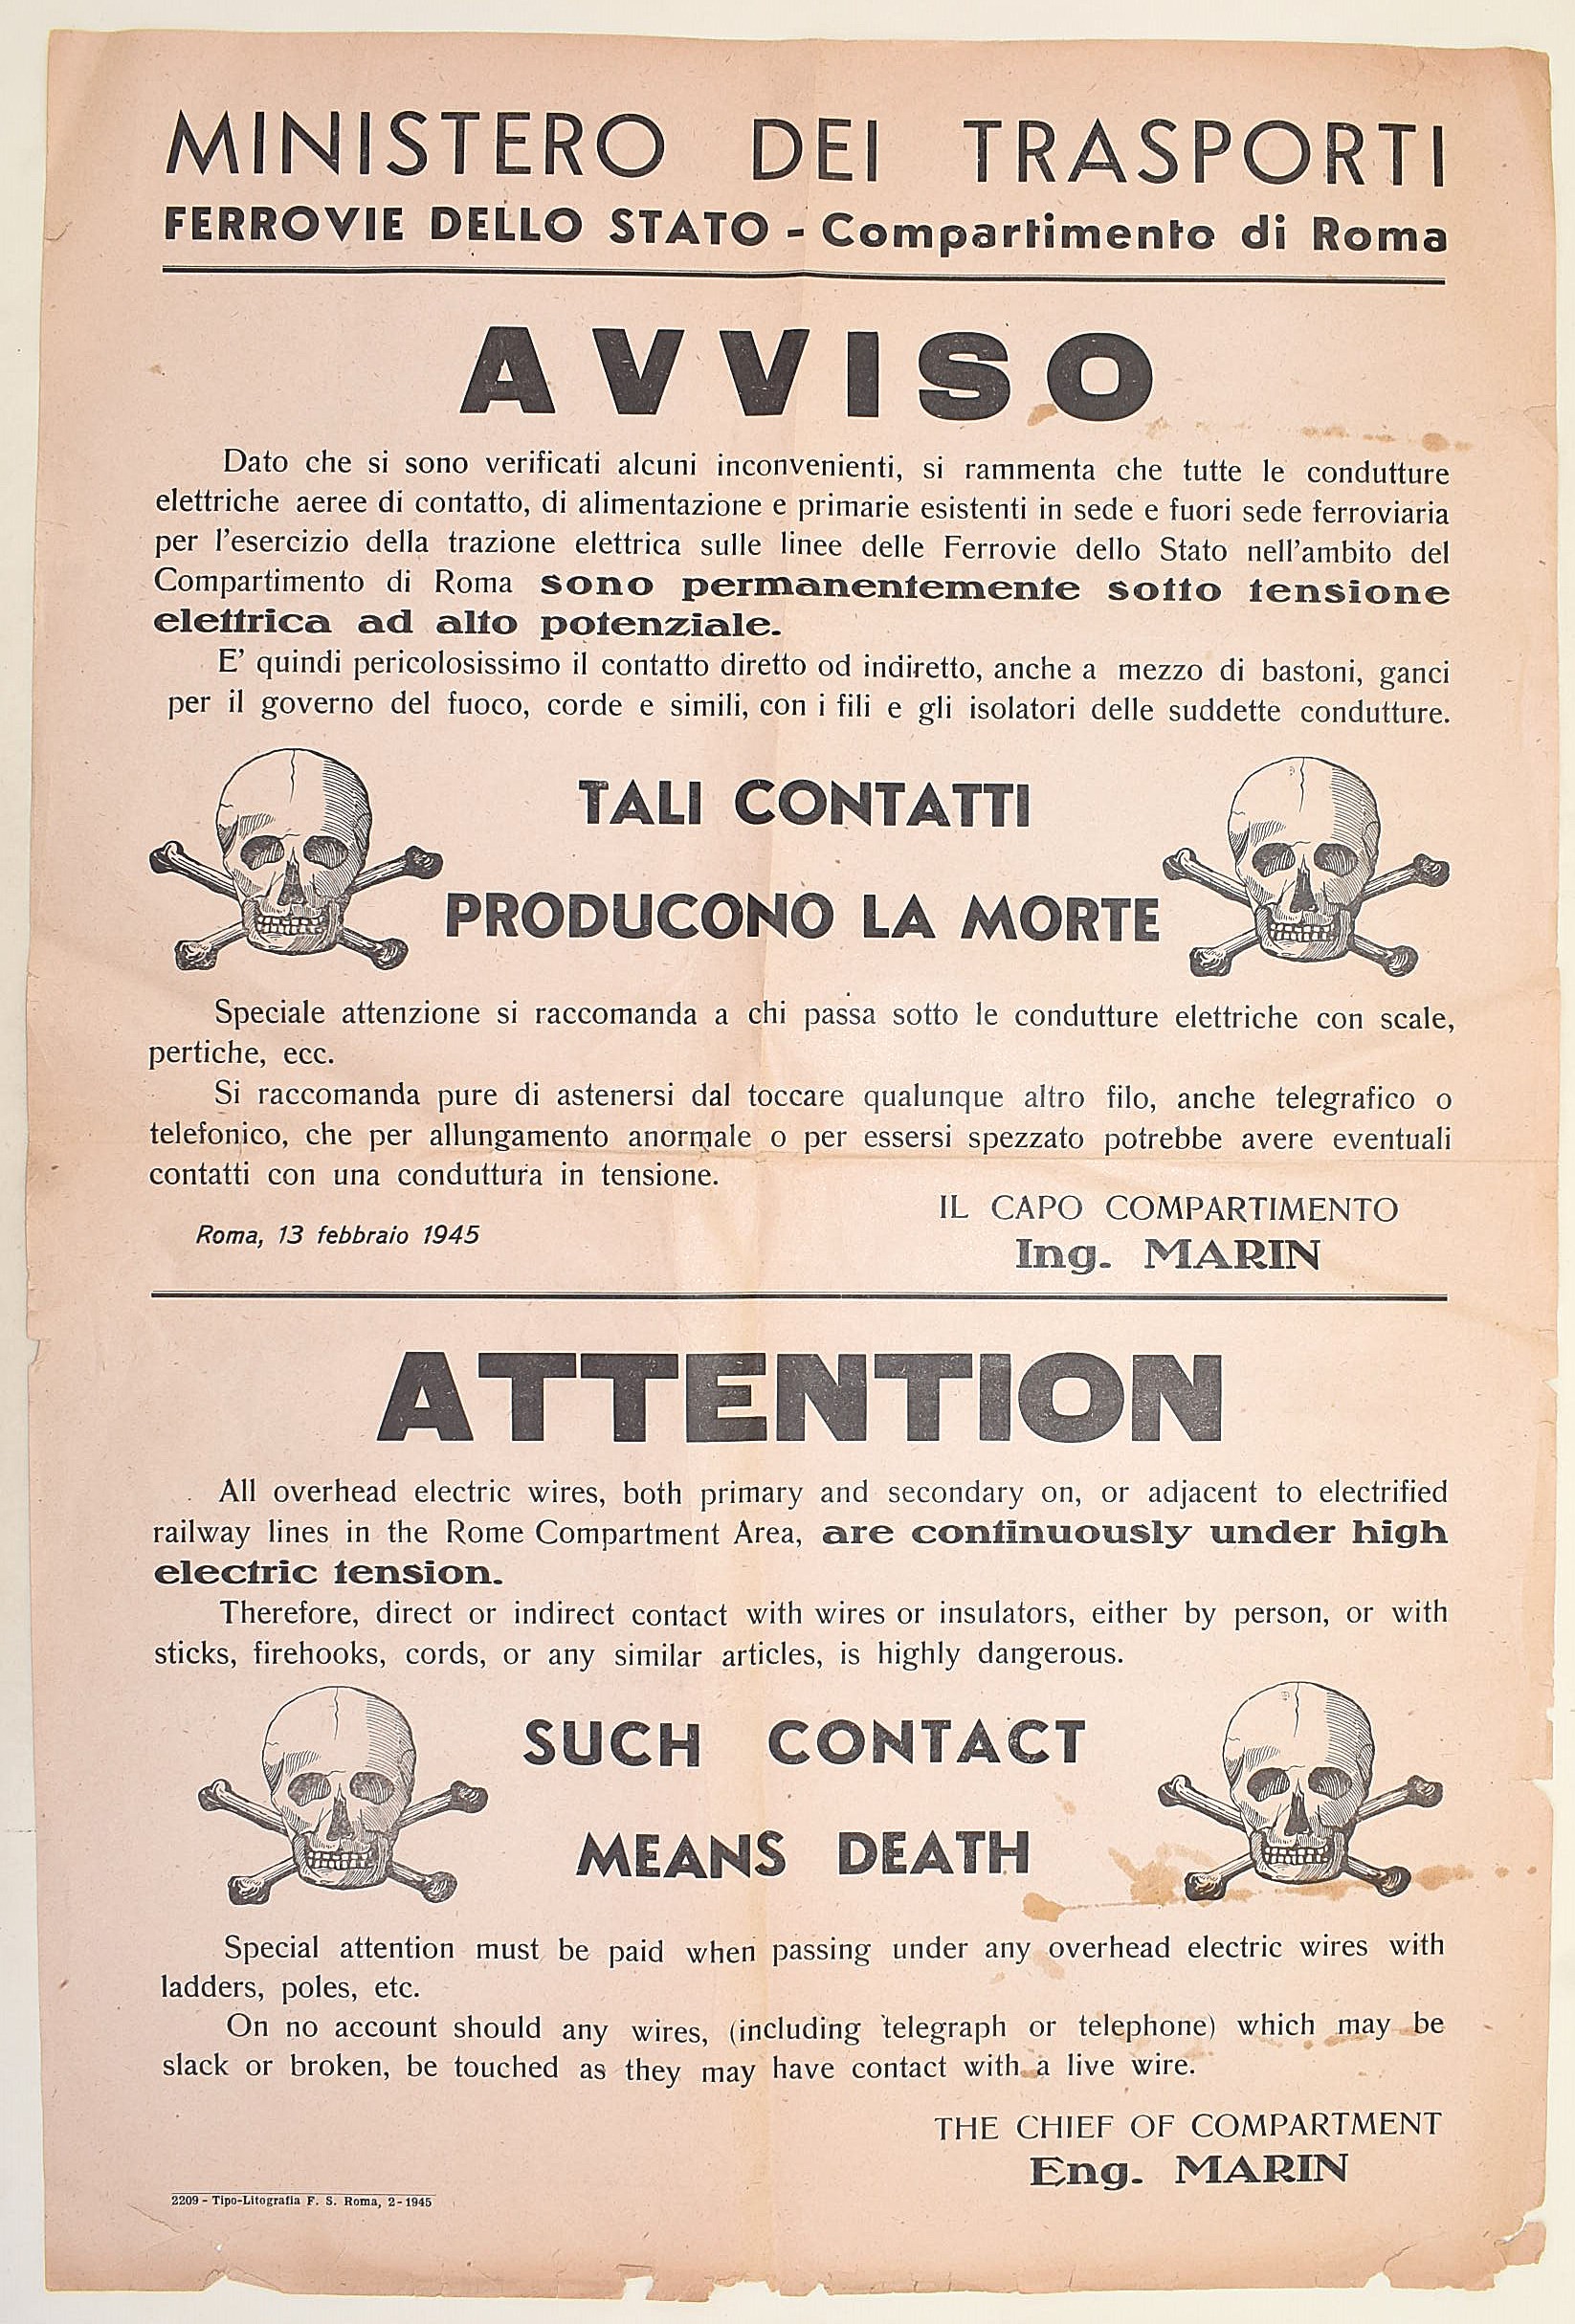 MINISTERO DEI TRASPORTI
FERROVIE DELLO STATO - Compartimento di Roma
AVVISO
Dato che si sono verificati alcuni inconvenienti, si rammenta che tutte le condutture
elettriche aeree di contatto, di alimentazione e primarie esistenti in sede e fuori sede ferroviaria
per l'esercizio della trazione elettrica sulle linee delle Ferrovie dello Stato nell'ambito del
Compartimento di Roma sono permanentemente sotto tensione
elettrica ad alto potenziale.
E' quindi pericolosissimo il contatto diretto od indiretto, anche a mezzo di bastoni, ganci
per il governo del fuoco, corde e simili, con i fili e gli isolatori delle suddette condutture.
TALI CONTATTI
PRODUCONO LA MORTE
Speciale attenzione si raccomanda a chi passa sotto le condutture elettriche con scale,
pertiche, ecc.
Si raccomanda pure di astenersi dal toccare qualunque altro filo, anche telegrafico o
telefonico, che per allungamento anormale o per essersi spezzato potrebbe avere eventuali
contatti con una conduttura in tensione.
IL CAPO COMPARTIMENTO
Roma, 13 febbraio 1945
Ing. MARIN
ATTENTION
All overhead electric wires, both primary and secondary on, or adjacent to electrified
railway lines in the Rome Compartment Area, are continuously under high
electric tension.
Therefore, direct or indirect contact with wires or insulators, either by person, or with
sticks, firehooks, cords, or any similar articles, is highly dangerous.
SUCH CONTACT
MEANS DEATH
Special attention must be paid when passing under any overhead electric wires with
ladders, poles, etc.
On no account should any wires, (including telegraph or telephone) which may be
slack or broken, be touched as they may have contact with a live wire.
THE CHIEF OF COMPARTMENT
Eng. MARIN
2209 - Tipo-Litografia F. S. Roma, 2-1945